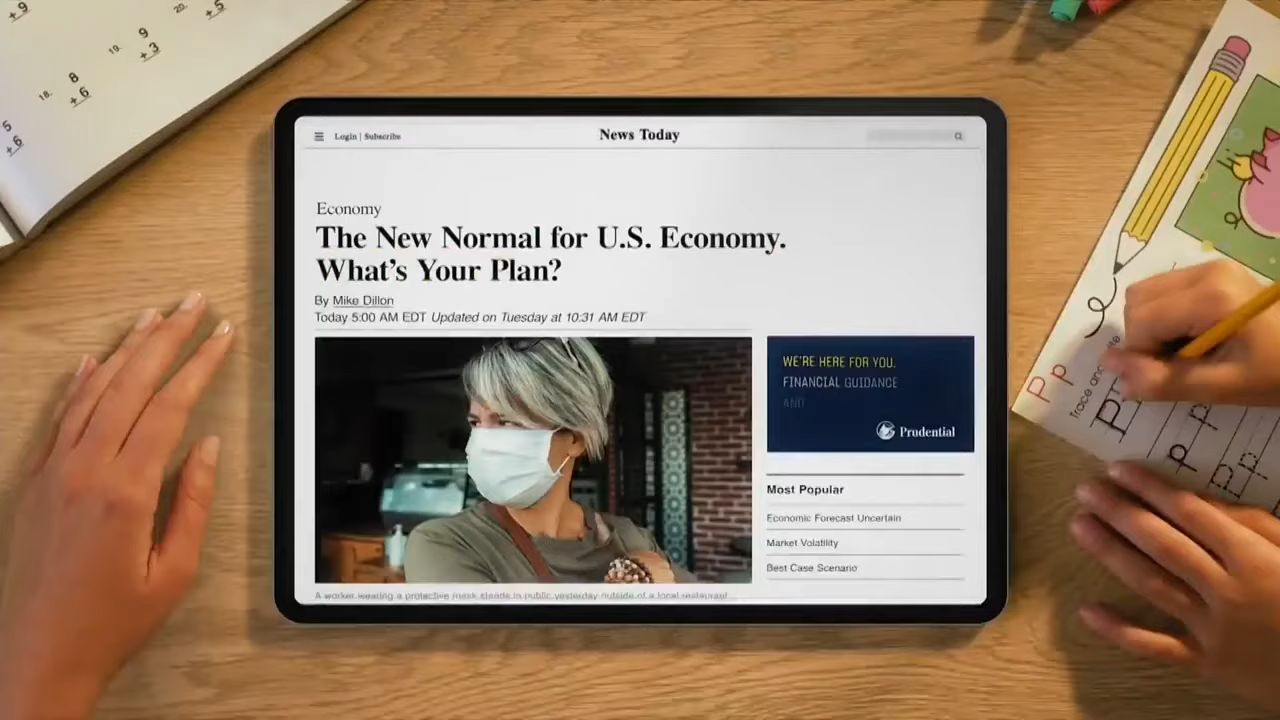 +9
20.
+5
19.
9
+3
18.
8
+6
5
+6
Login | Subscribe
News Today
Economy
The New Normal for U.S. Economy.
What's Your Plan?
By Mike Dillon
Today 5:00 AM EDT Updated on Tuesday at 10:31 AM EDT
WE'RE HERE FOR YOU.
FINANCIAL GUIDANCE
AND
Prudential
Most Popular
Economic Forecast Uncertain
Market Volatility
Best Case Scenario
A worker wearing a protective mask stands in public yesterday outside of a local restaurant
P p
Trace and
P
p
Pp